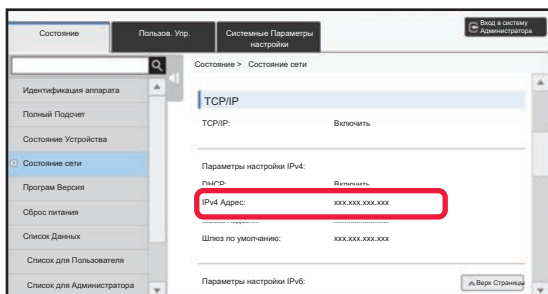 Состояние
Пользов. Упр.
Системные Параметры
настройки
Вход в систему
Администратора
Состояние > Состояние сети
Идентификация аппарата
Полный Подсчет
Состояние Устройства
Состояние сети
Програм Версия
Сброс питания
Список Данных
Список для Пользователя
Список для Администратора
TCP/IP
TCP/IP: Включить
Параметры настройки IPv4:
DHCP: Включить
IPv4 Адрес: xxx.xxx.xxx.xxx
Шлюз по умолчанию: xxx.xxx.xxx.xxx
Параметры настройки IPv6:
Верх Страницы